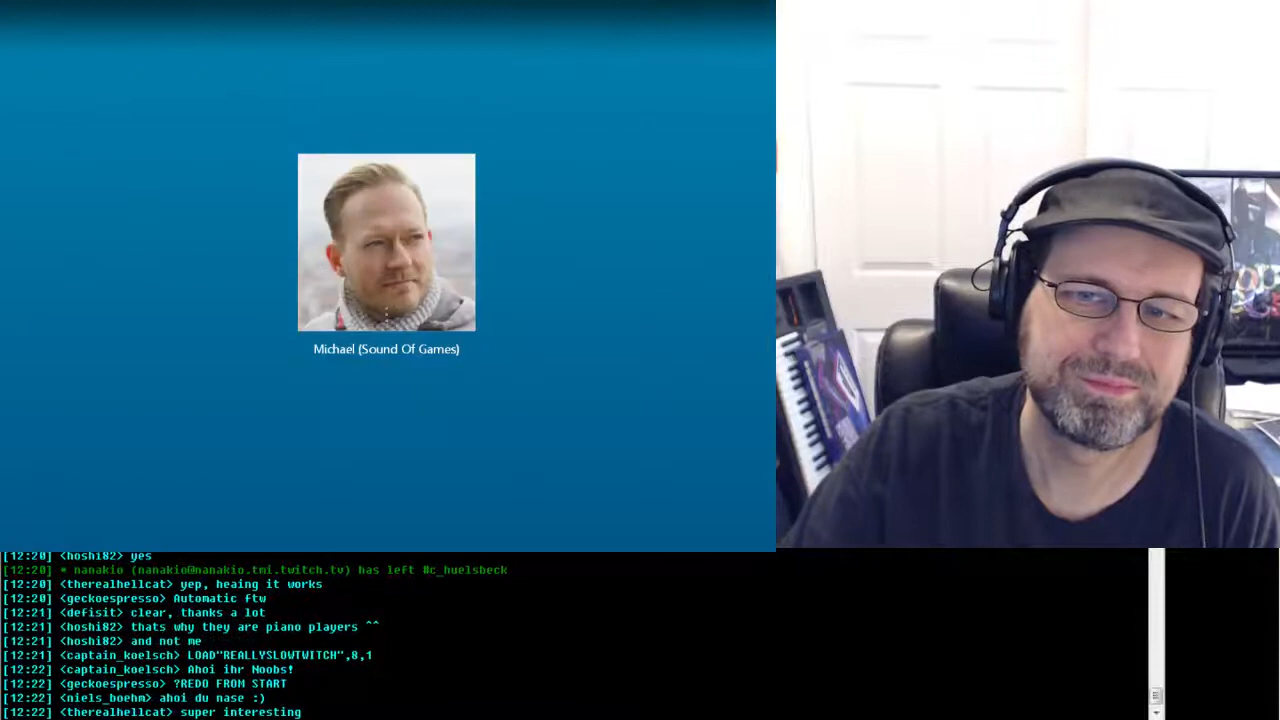 Michael (Sound Of Games)
[12:20] <hoshi82> yes
[12:20] * nanakio (nanakio@nanakio.tmi.twitch.tv) has left #c_huelsbeck
[12:20] <therealhellcat> yep, heaing it works
[12:20] <geckoespresso> Automatic ftw
[12:21] <defisit> clear, thanks a lot
[12:21] <hoshi82> thats why they are piano players ^^
[12:21] <hoshi82> and not me
[12:21] <captain_koelsch> LOAD"REALLYSLOWTWITCH",8,1
[12:22] <captain_koelsch> Ahoi ihr Noobs!
[12:22] <geckoespresso> ?REDO FROM START
[12:22] <niels_boehm> ahoi du nase :)
[12:22] <therealhellcat> super interesting